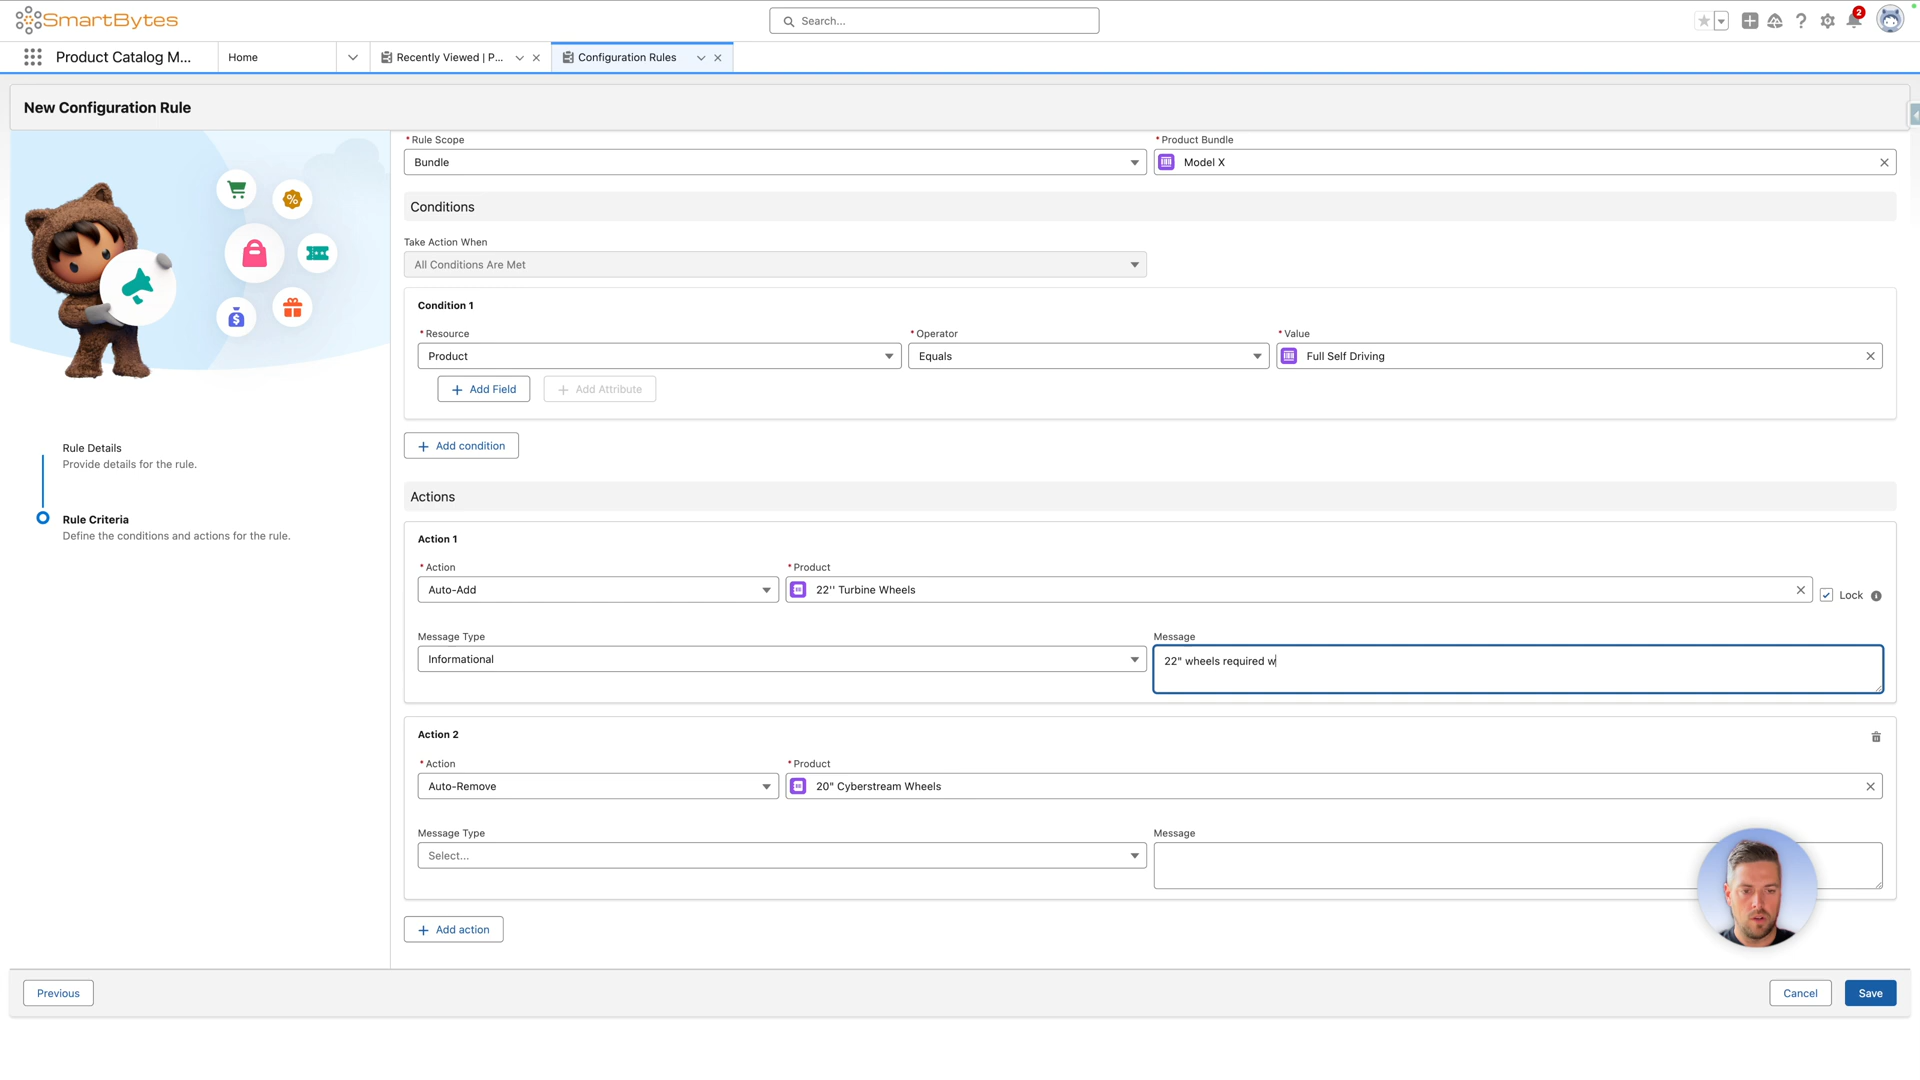 SmartBytes
Search...
2
Product Catalog M...
Home
Recently Viewed | P...
Configuration Rules
New Configuration Rule
* Rule Scope
* Product Bundle
Bundle
Model X
Conditions
Take Action When
All Conditions Are Met
Condition 1
* Resource
* Operator
* Value
Product
Equals
Full Self Driving
Add Field
Add Attribute
Rule Details
Provide details for the rule.
Add condition
Actions
Rule Criteria
Define the conditions and actions for the rule.
Action 1
* Action
* Product
Auto-Add
22'' Turbine Wheels
Lock
Message Type
Message
Informational
22" wheels required w
Action 2
* Action
* Product
Auto-Remove
20" Cyberstream Wheels
Message Type
Message
Select...
Add action
Previous
Cancel
Save